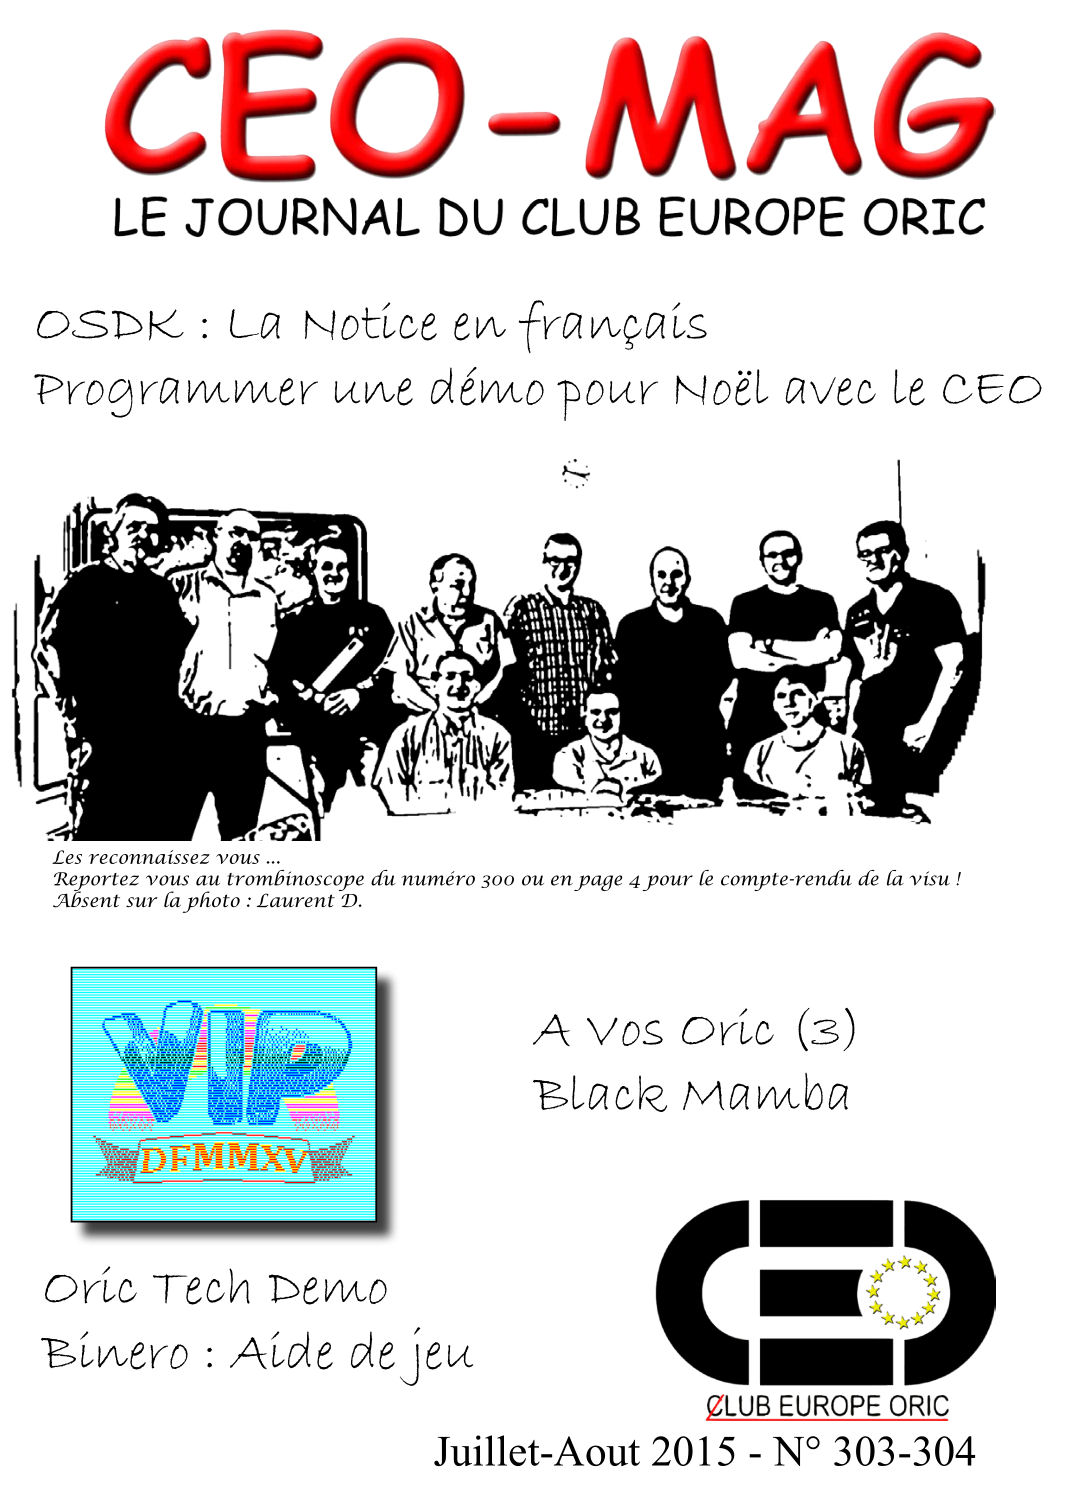 CEO-MAG
LE JOURNAL DU CLUB EUROPE ORIC
OSDK : La Notice en français
Programmer une démo pour Noël avec le CEO
Les reconnaissez vous ...
Reportez vous au trombinoscope du numéro 300 ou en page 4 pour le compte-rendu de la visu !
Absent sur la photo : Laurent D.
VIP
DFMMXV
A Vos Oric (3)
Black Mamba
Oric Tech Demo
Binero : Aide de jeu
CEO
CLUB EUROPE ORIC
Juillet-Aout 2015 - N° 303-304